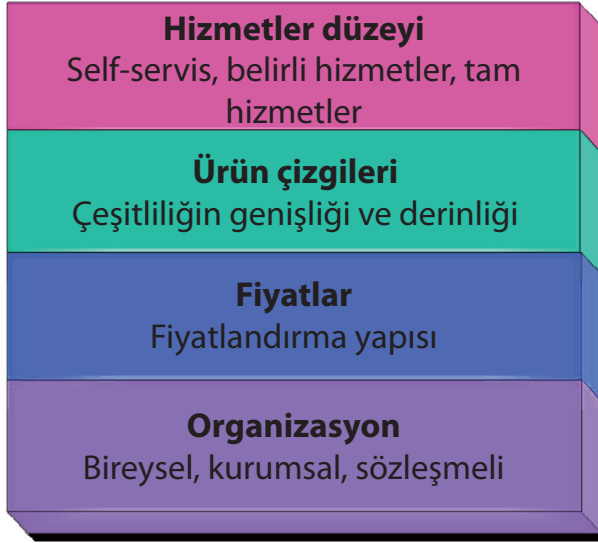 Hizmetler düzeyi
Self-servis, belirli hizmetler, tam
hizmetler
Ürün çizgileri
Çeşitliliğin genişliği ve derinliği
Fiyatlar
Fiyatlandırma yapısı
Organizasyon
Bireysel, kurumsal, sözleşmeli